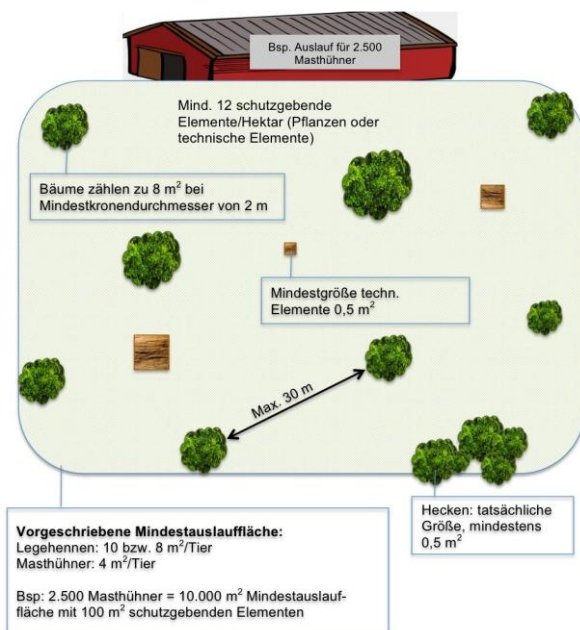 Bsp. Auslauf für 2.500
Masthühner
Mind. 12 schutzgebende
Elemente/Hektar (Pflanzen oder
technische Elemente)
Bäume zählen zu 8 m² bei
Mindestkronendurchmesser von 2 m
Mindestgröße techn.
Elemente 0,5 m²
Max. 30 m
Hecken: tatsächliche
Größe, mindestens
0,5 m²
Vorgeschriebene Mindestauslauffläche:
Legehennen: 10 bzw. 8 m²/Tier
Masthühner: 4 m²/Tier
Bsp: 2.500 Masthühner = 10.000 m² Mindestauslauf-
fläche mit 100 m² schutzgebenden Elementen